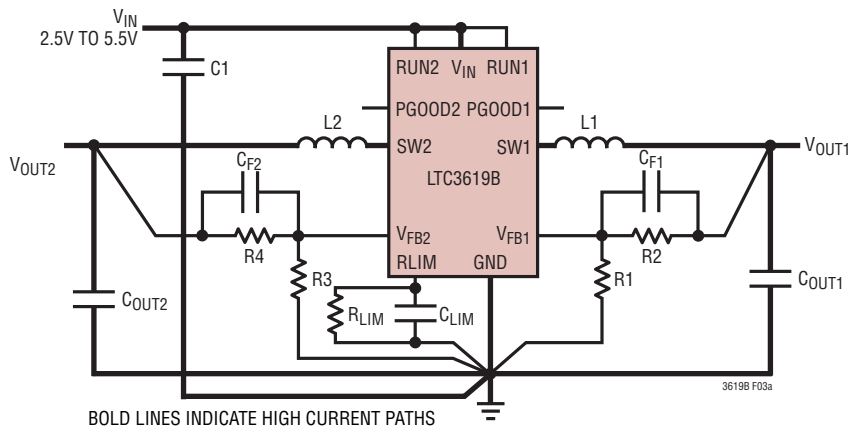 VIN
2.5V TO 5.5V
C1
RUN2 VIN RUN1
PGOOD2 PGOOD1
L2
L1
SW2 SW1
VOUT2
VOUT1
CF2
CF1
LTC3619B
VFB2 VFB1
R4
R2
RLIM GND
R3
R1
COUT2
RLIM
CLIM
COUT1
3619B F03a
BOLD LINES INDICATE HIGH CURRENT PATHS